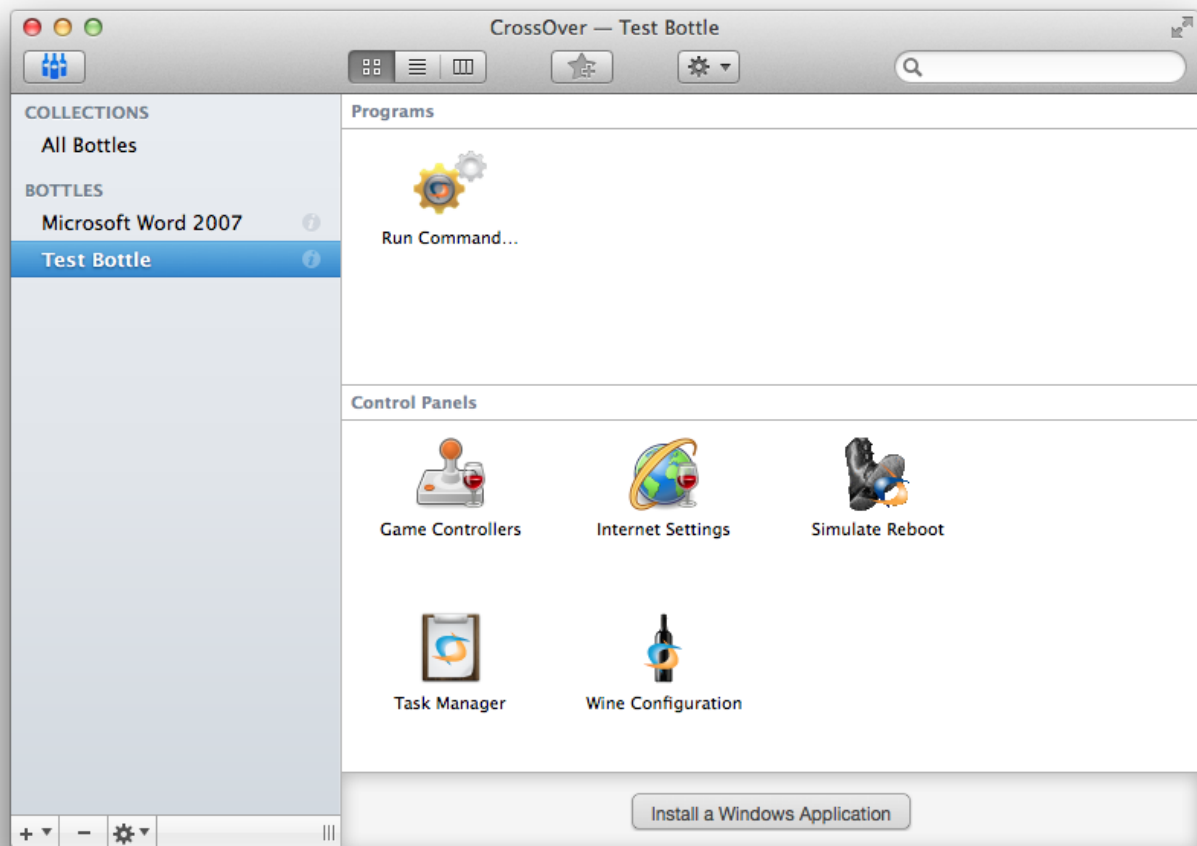 CrossOver — Test Bottle
COLLECTIONS
All Bottles
BOTTLES
Microsoft Word 2007
Test Bottle
Programs
Run Command...
Control Panels
Game Controllers
Internet Settings
Simulate Reboot
Task Manager
Wine Configuration
Install a Windows Application